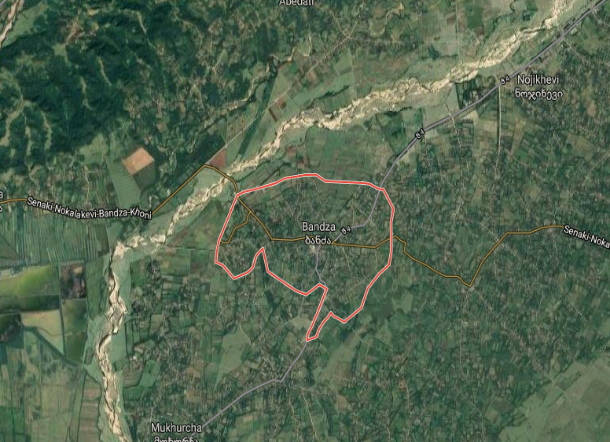 Abedati
Nojikhevi
ნოჯიხევი
Senaki-Nokalakevi-Bandza-Khoni
Bandza
ბანძა
Senaki-Noka
Mukhurcha